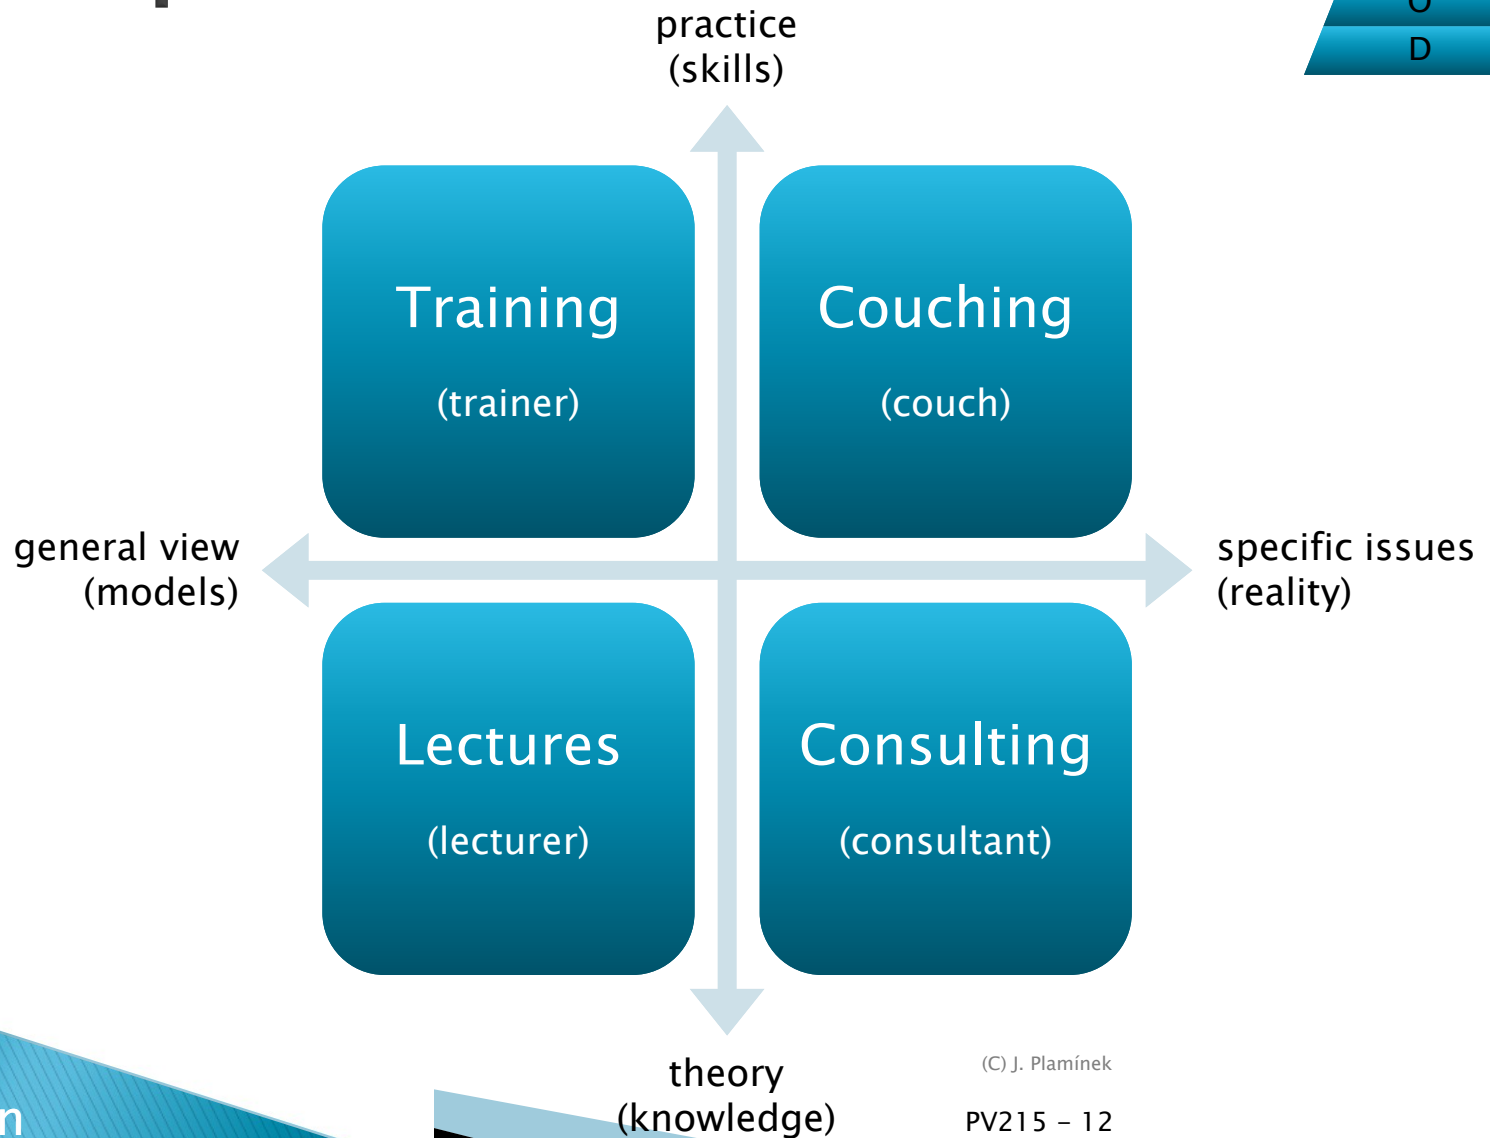 practice
(skills)
D
Training
(trainer)
Couching
(couch)
general view
(models)
specific issues
(reality)
Lectures
(lecturer)
Consulting
(consultant)
theory
(knowledge)
(C) J. Plamínek
PV215 – 12
n